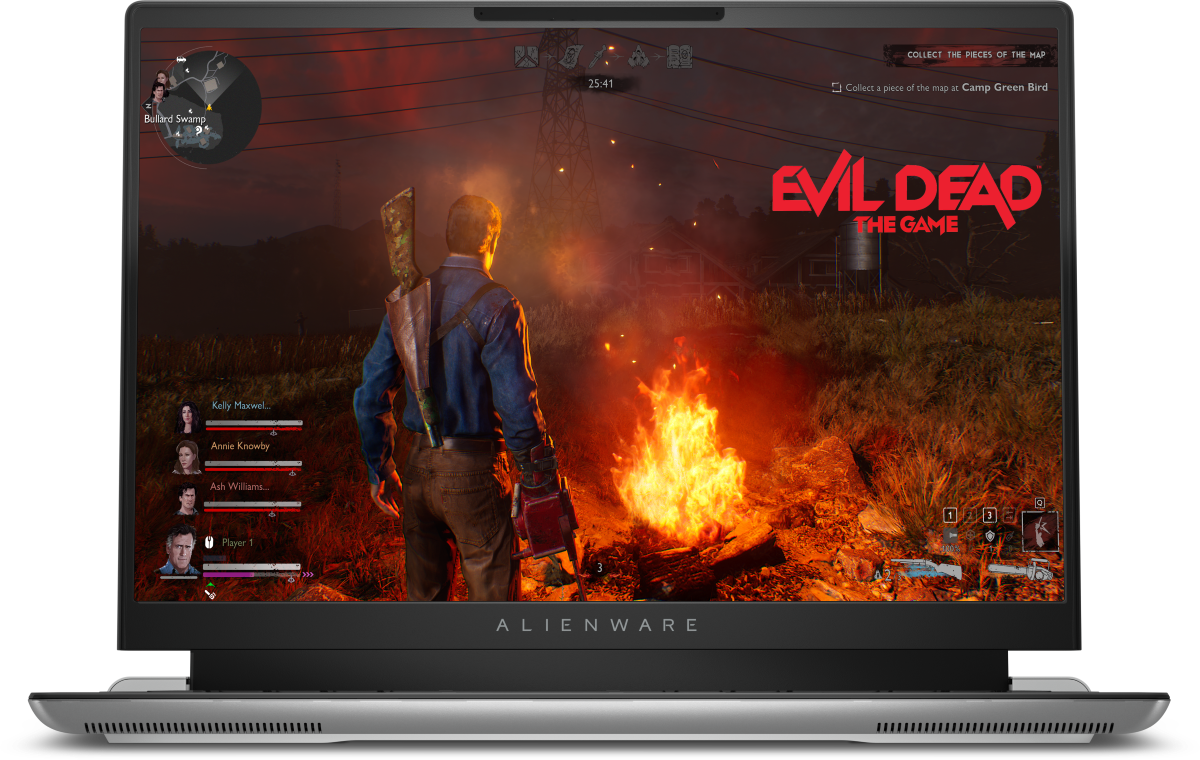 25:41
COLLECT THE PIECES OF THE MAP
Collect a piece of the map at Camp Green Bird
N
Bullard Swamp
EVIL DEAD
THE GAME
Kelly Maxwel...
Annie Knowby
Ash Williams...
Player 1
Q
1
3
2
3
ALIENWARE